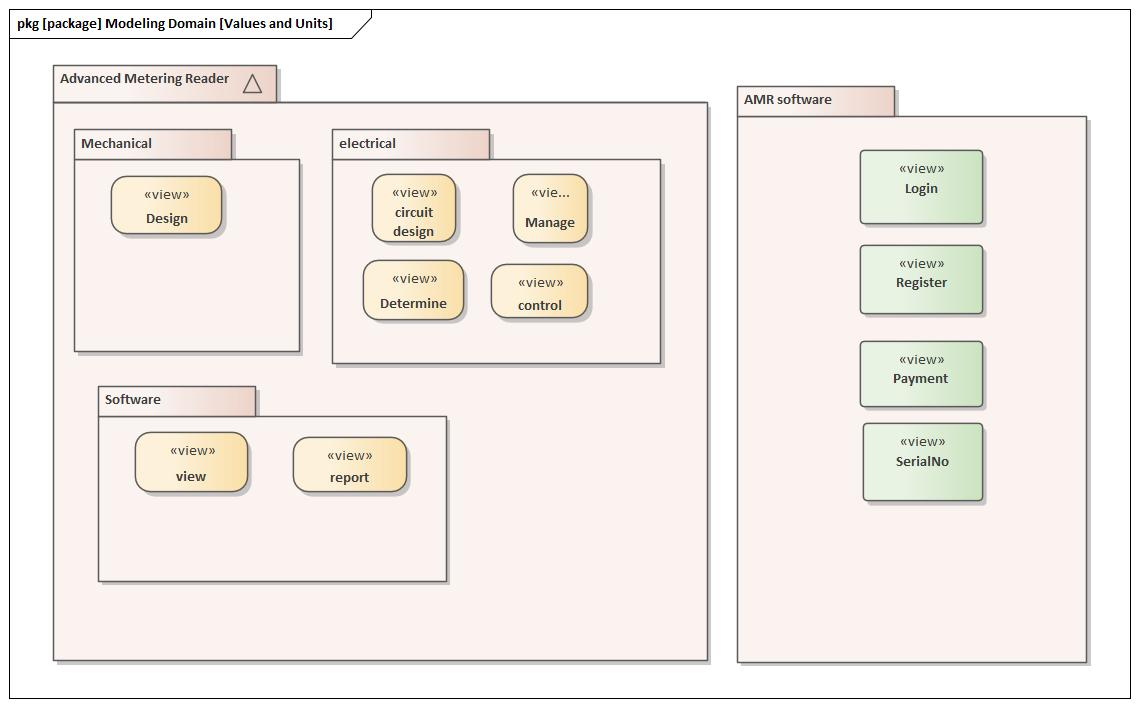 pkg [package] Modeling Domain [Values and Units]
Advanced Metering Reader
Mechanical
«view»
Design
electrical
«view»
circuit
design
«vie...
Manage
«view»
Determine
«view»
control
Software
«view»
view
«view»
report
AMR software
«view»
Login
«view»
Register
«view»
Payment
«view»
SerialNo